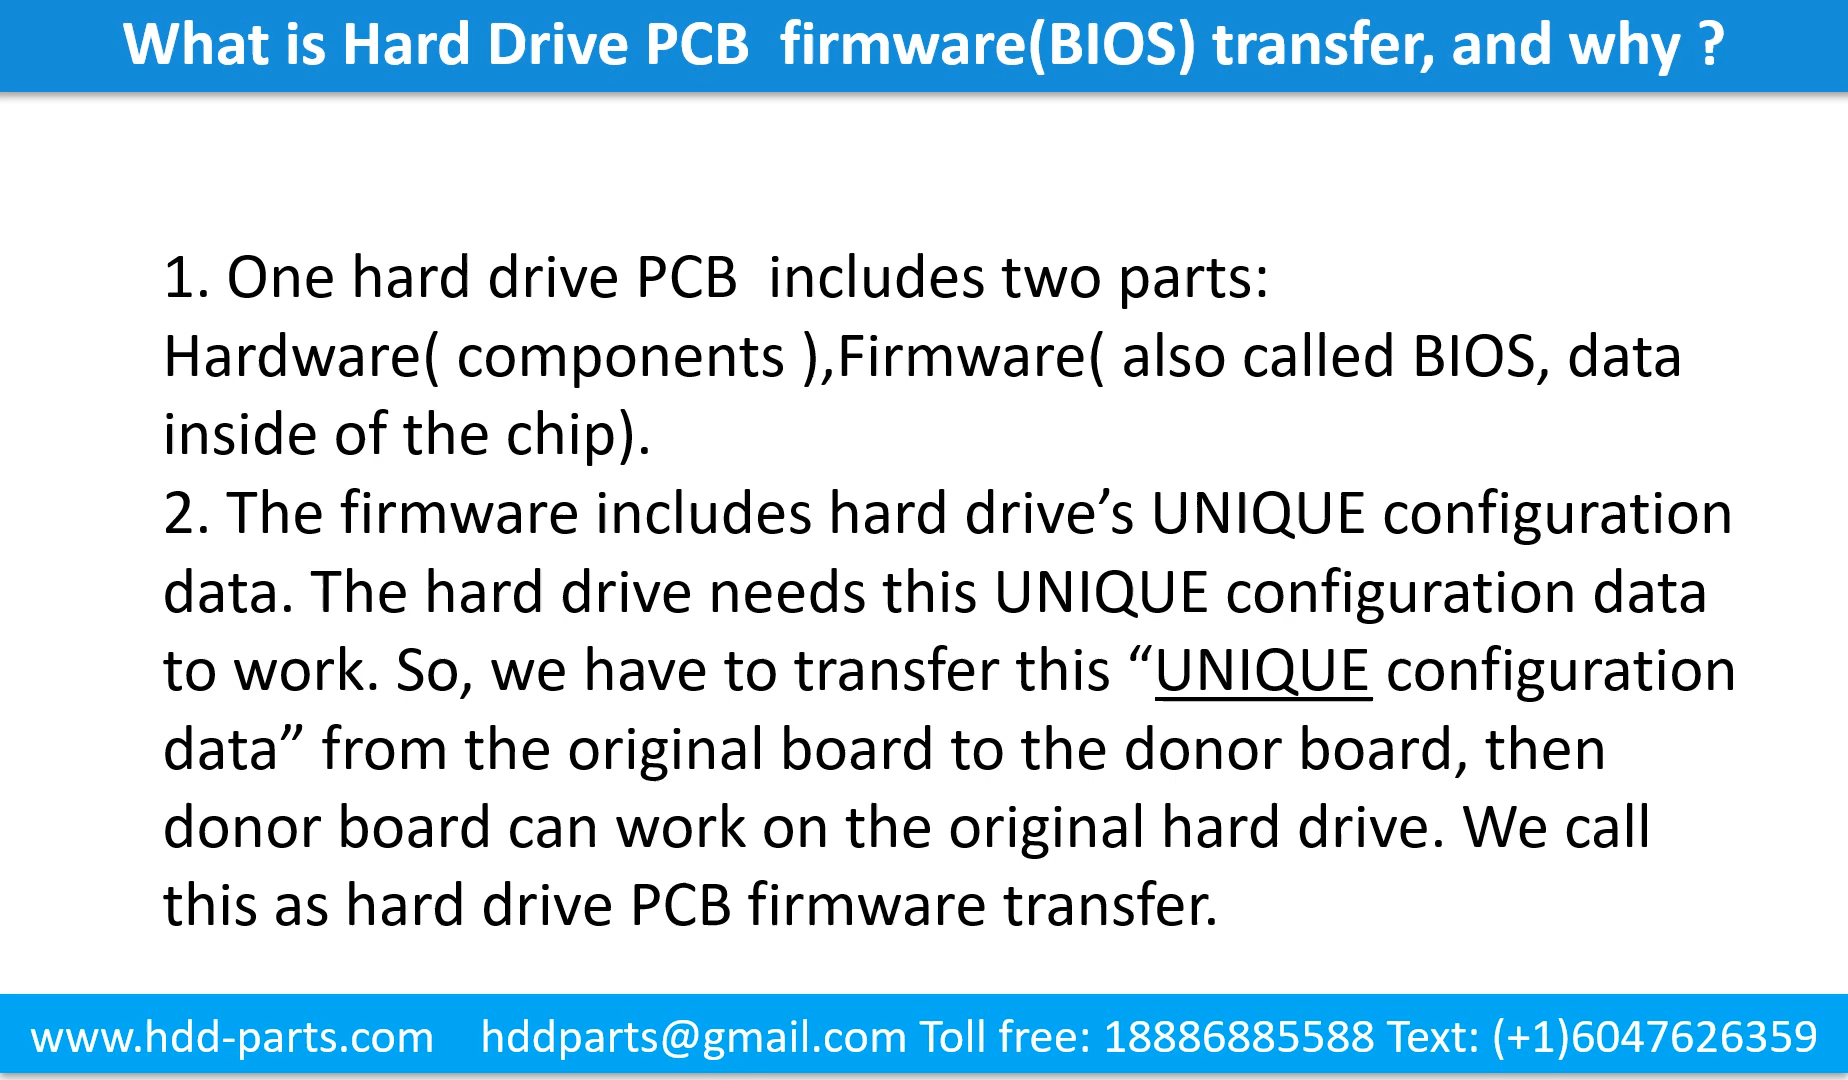 What is Hard Drive PCB  firmware(BIOS) transfer, and why ?
1. One hard drive PCB  includes two parts:
Hardware( components ),Firmware( also called BIOS, data
inside of the chip).
2. The firmware includes hard drive’s UNIQUE configuration
data. The hard drive needs this UNIQUE configuration data
to work. So, we have to transfer this “UNIQUE configuration
data” from the original board to the donor board, then
donor board can work on the original hard drive. We call
this as hard drive PCB firmware transfer.
www.hdd-parts.com    hddparts@gmail.com Toll free: 18886885588 Text: (+1)6047626359